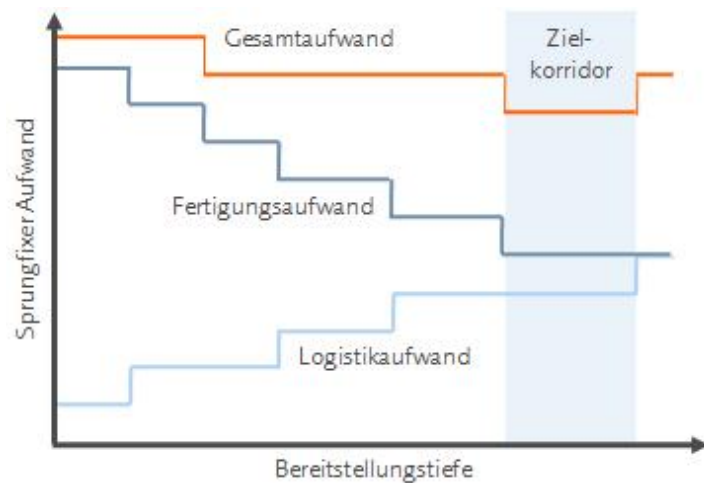 Gesamtaufwand
Ziel-
korridor
Sprungfixer Aufwand
Fertigungsaufwand
Logistikaufwand
Bereitstellungstiefe